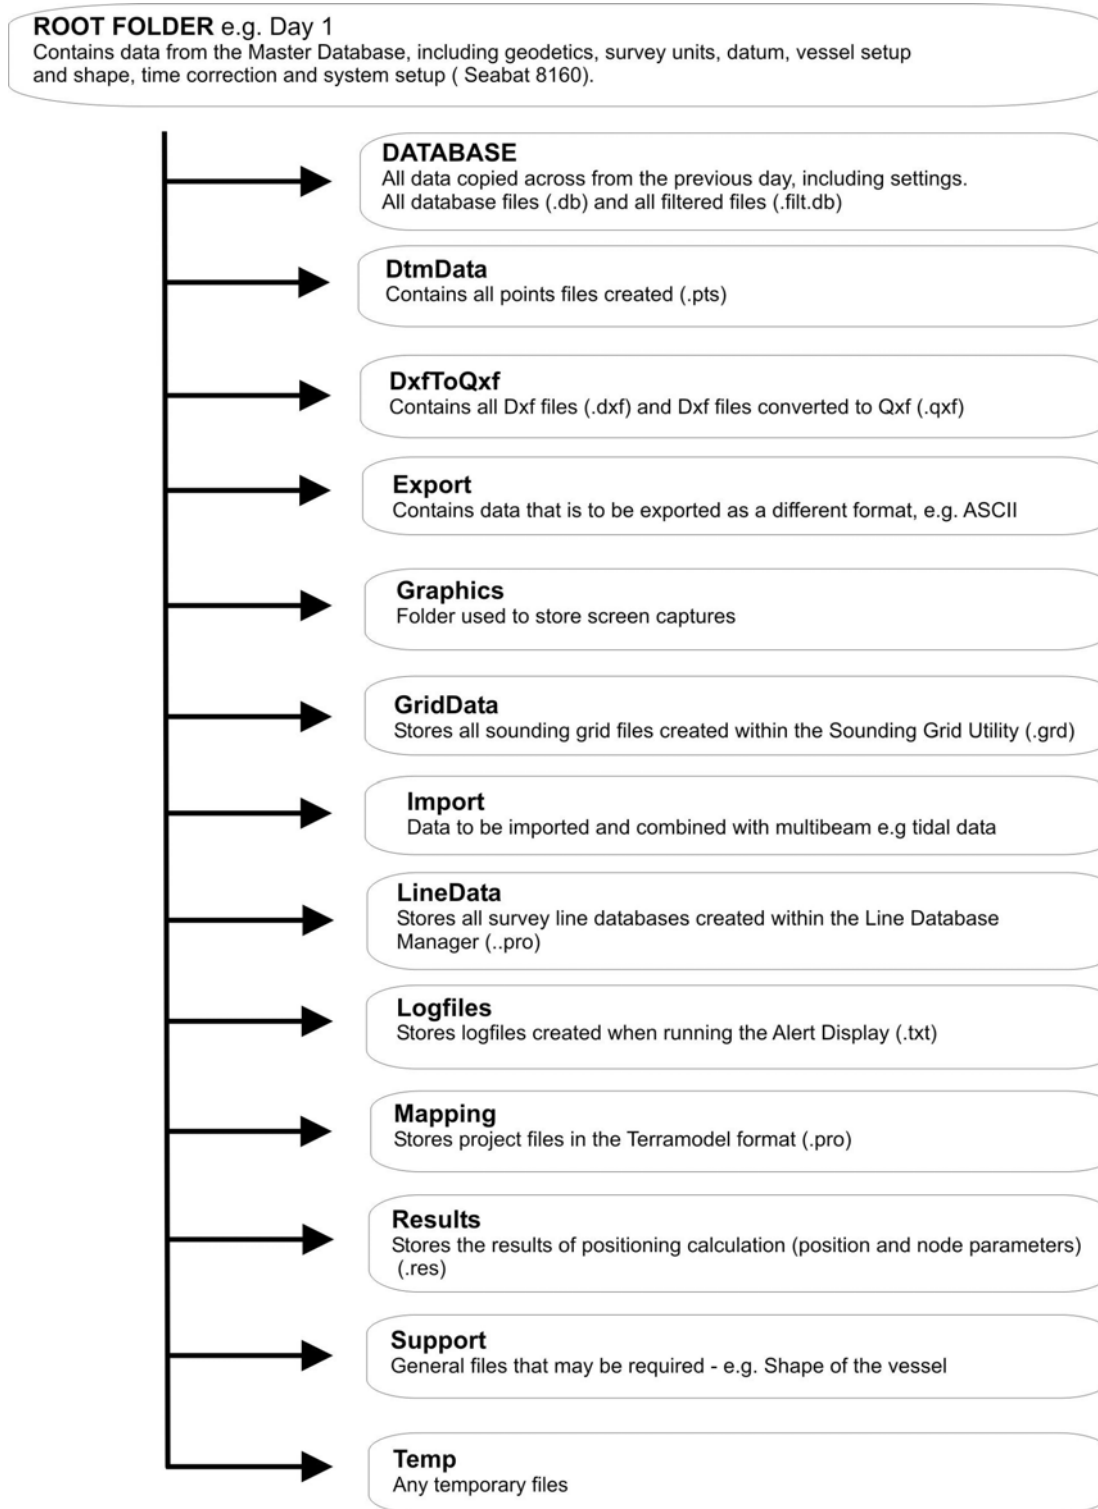 ROOT FOLDER e.g. Day 1
Contains data from the Master Database, including geodetics, survey units, datum, vessel setup
and shape, time correction and system setup ( Seabat 8160).
DATABASE
All data copied across from the previous day, including settings.
All database files (.db) and all filtered files (.filt.db)
DtmData
Contains all points files created (.pts)
DxfToQxf
Contains all Dxf files (.dxf) and Dxf files converted to Qxf (.qxf)
Export
Contains data that is to be exported as a different format, e.g. ASCII
Graphics
Folder used to store screen captures
GridData
Stores all sounding grid files created within the Sounding Grid Utility (.grd)
Import
Data to be imported and combined with multibeam e.g tidal data
LineData
Stores all survey line databases created within the Line Database
Manager (..pro)
Logfiles
Stores logfiles created when running the Alert Display (.txt)
Mapping
Stores project files in the Terramodel format (.pro)
Results
Stores the results of positioning calculation (position and node parameters)
(.res)
Support
General files that may be required - e.g. Shape of the vessel
Temp
Any temporary files